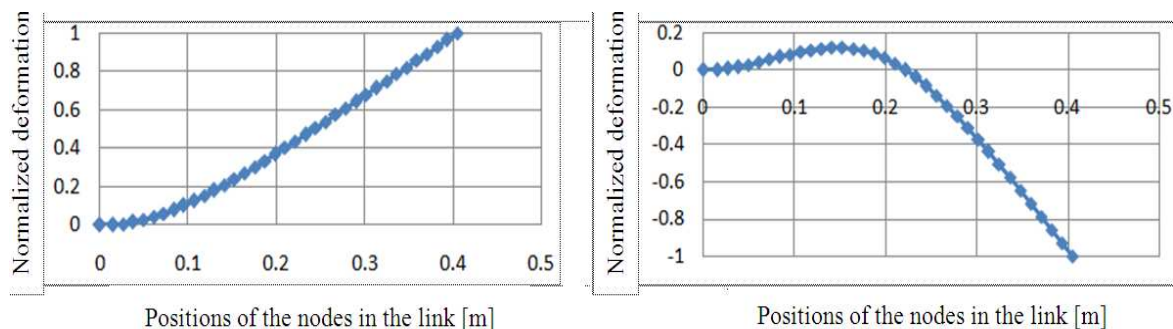 Normalized deformation
1
0.8
0.6
0.4
0.2
0
0 0.1 0.2 0.3 0.4 0.5
Positions of the nodes in the link [m]
Normalized deformation
0.2
0
-0.2
-0.4
-0.6
-0.8
-1
0 0.1 0.2 0.3 0.4 0.5
Positions of the nodes in the link [m]